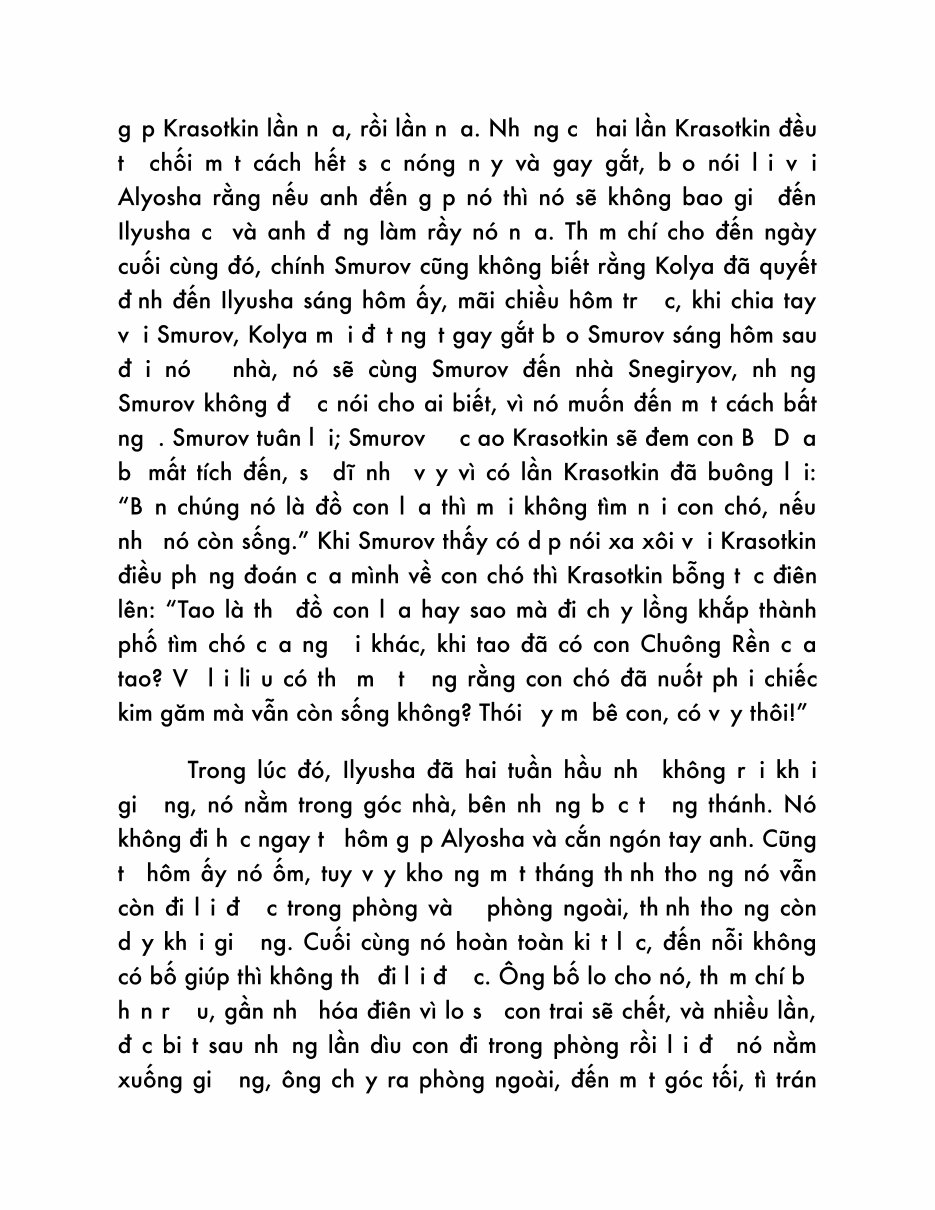 g p Krasotkin lần n a, rồi lần n a. Nh ng c hai lần Krasotkin đều
t chối m t cách hết s c nóng n y và gay gắt, b o nói l i v i
Alyosha rằng nếu anh đến g p nó thì nó sẽ không bao gi đến
Ilyusha c và anh đ ng làm rầy nó n a. Th m chí cho đến ngày
cuối cùng đó, chính Smurov cũng không biết rằng Kolya đã quyết
đ nh đến Ilyusha sáng hôm ấy, mãi chiều hôm tr c, khi chia tay
v i Smurov, Kolya m i đ t ng t gay gắt b o Smurov sáng hôm sau
đ i nó nhà, nó sẽ cùng Smurov đến nhà Snegiryov, nh ng
Smurov không đ c nói cho ai biết, vì nó muốn đến m t cách bất
ng . Smurov tuân l i; Smurov c ao Krasotkin sẽ đem con B D a
b mất tích đến, s dĩ nh v y vì có lần Krasotkin đã buông l i:
“B n chúng nó là đồ con l a thì m i không tìm n i con chó, nếu
nh nó còn sống.” Khi Smurov thấy có d p nói xa xôi v i Krasotkin
điều ph ng đoán c a mình về con chó thì Krasotkin bỗng t c điên
lên: “Tao là th đồ con l a hay sao mà đi ch y lồng khắp thành
phố tìm chó c a ng i khác, khi tao đã có con Chuông Rền c a
tao? V l i li u có th m t ng rằng con chó đã nuốt ph i chiếc
kim găm mà vẫn còn sống không? Thói y m bê con, có v y thôi!”
Trong lúc đó, Ilyusha đã hai tuần hầu nh không r i kh i
gi ng, nó nằm trong góc nhà, bên nh ng b c t ng thánh. Nó
không đi h c ngay t hôm g p Alyosha và cắn ngón tay anh. Cũng
t hôm ấy nó ốm, tuy v y kho ng m t tháng th nh tho ng nó vẫn
còn đi l i đ c trong phòng và phòng ngoài, th nh tho ng còn
d y kh i gi ng. Cuối cùng nó hoàn toàn ki t l c, đến nỗi không
có bố giúp thì không th đi l i đ c. Ông bố lo cho nó, th m chí b
h n r u, gần nh hóa điên vì lo s con trai sẽ chết, và nhiều lần,
đ c bi t sau nh ng lần dìu con đi trong phòng rồi l i đ nó nằm
xuống gi ng, ông ch y ra phòng ngoài, đến m t góc tối, tì trán